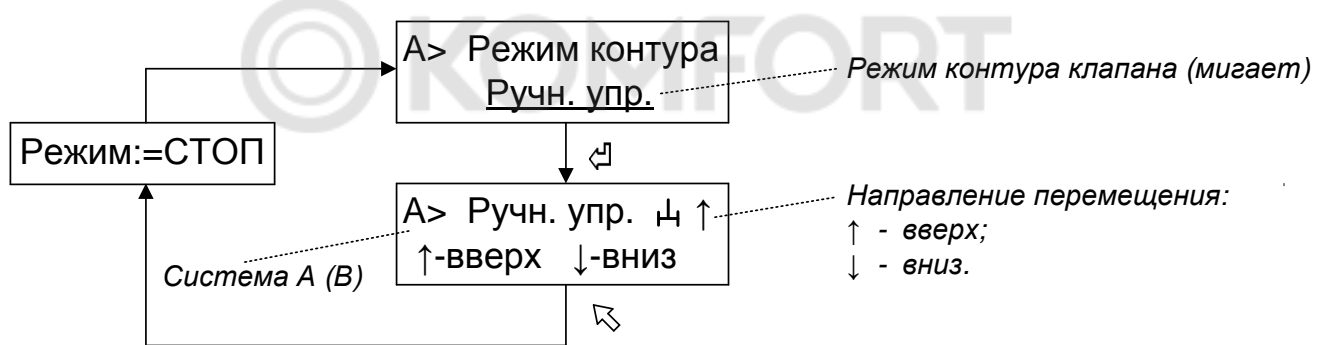 KOMFORT
А> Режим контура
Ручн. упр.
Режим контура клапана (мигает)
Режим:=СТОП
А> Ручн. упр. ↑
↑-вверх ↓-вниз
Направление перемещения:
↑ - вверх;
↓ - вниз.
Система А (В)